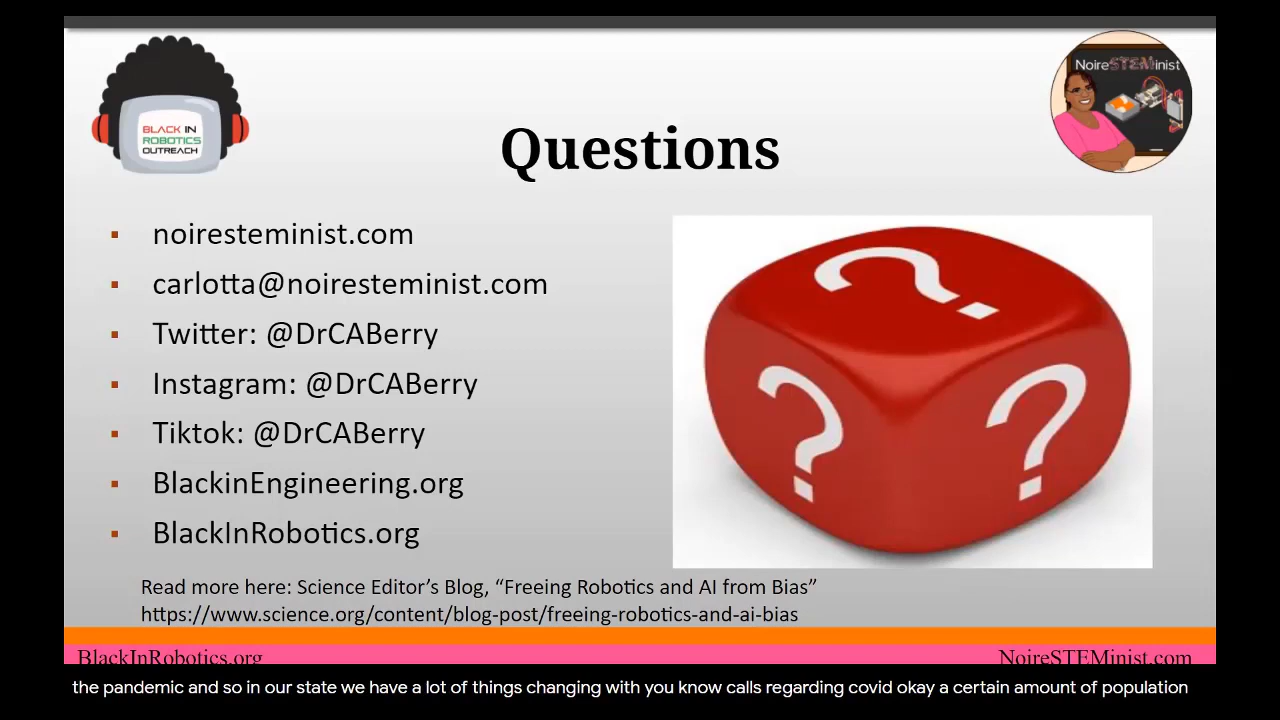 BLACK IN
ROBOTICS
OUTREACH
NoireSTEMinist
Questions
noiresteminist.com
carlotta@noiresteminist.com
Twitter: @DrCABerry
Instagram: @DrCABerry
Tiktok: @DrCABerry
BlackinEngineering.org
BlackInRobotics.org
?
? ?
Read more here: Science Editor’s Blog, “Freeing Robotics and AI from Bias”
https://www.science.org/content/blog-post/freeing-robotics-and-ai-bias
BlackInRobotics.org
NoireSTEMinist.com
the pandemic and so in our state we have a lot of things changing with you know calls regarding covid okay a certain amount of population